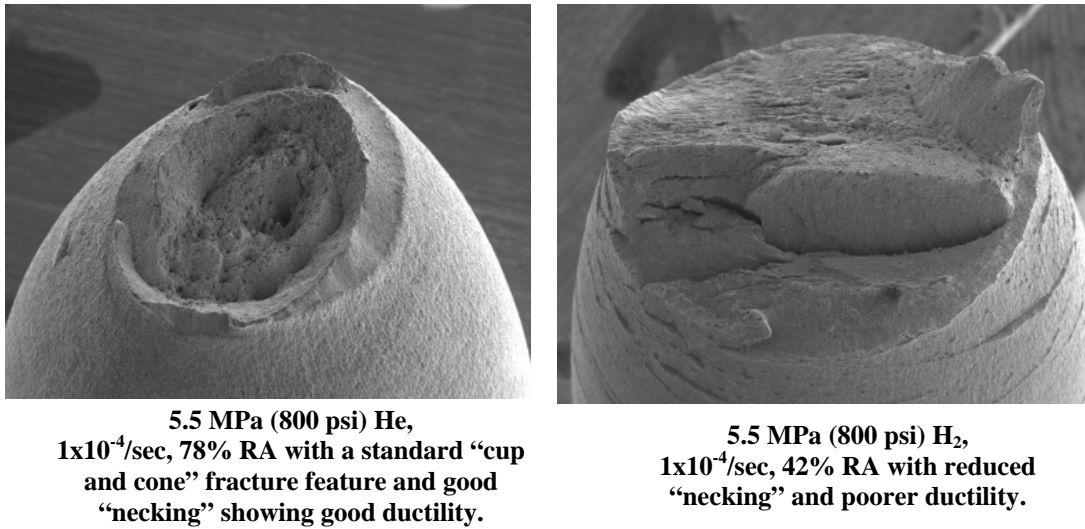 5.5 MPa (800 psi) He,
1x10⁻⁴/sec, 78% RA with a standard “cup
and cone” fracture feature and good
“necking” showing good ductility.
5.5 MPa (800 psi) H₂,
1x10⁻⁴/sec, 42% RA with reduced
“necking” and poorer ductility.